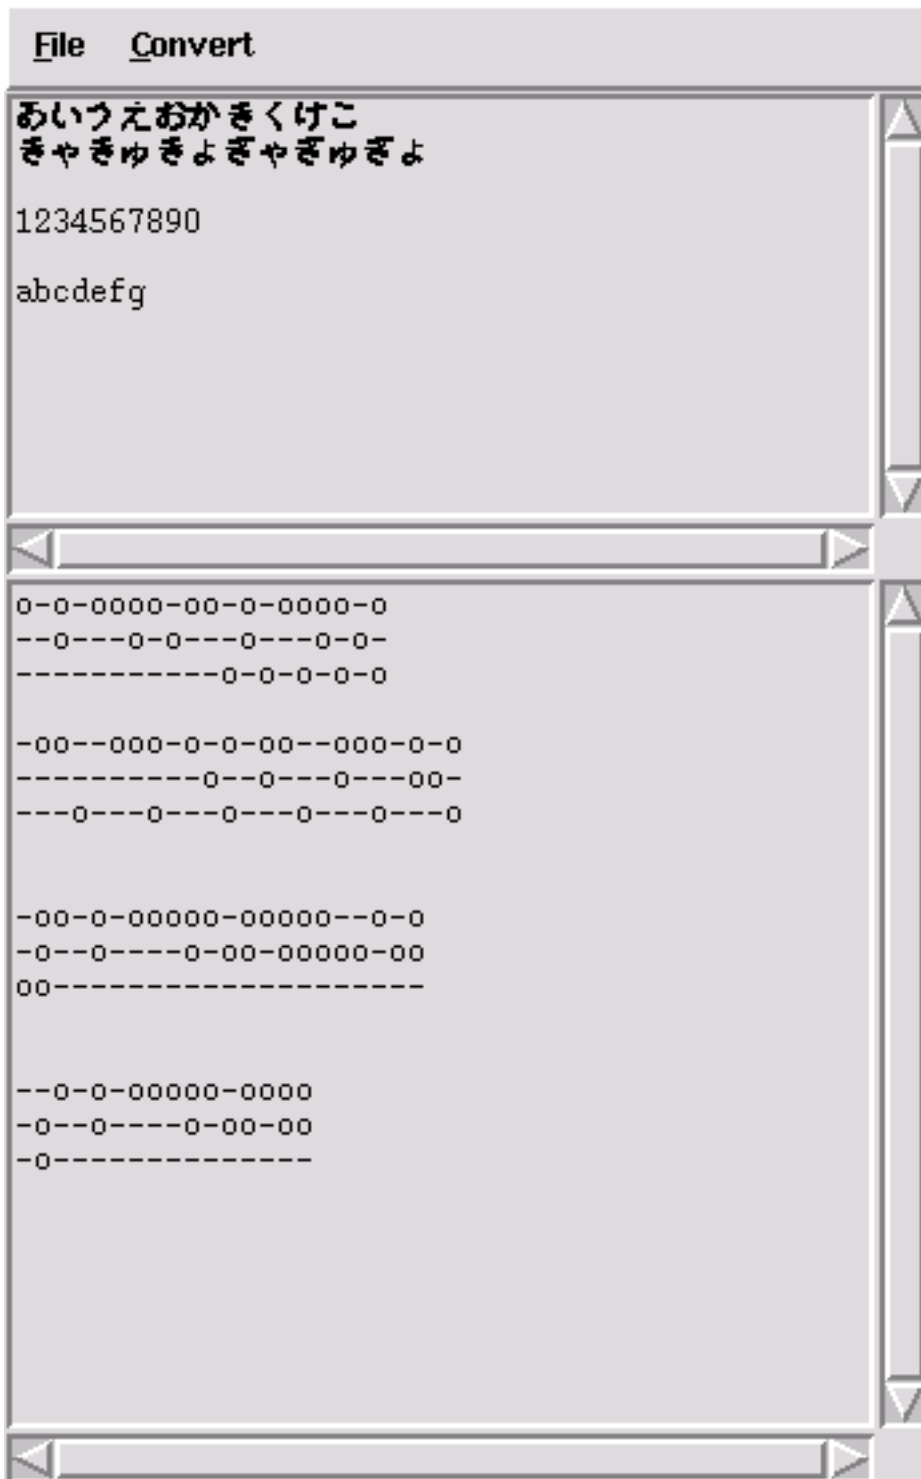 File Convert
あいうえおかきくけこ
きゃきゅきょぎゃぎゅぎょ
1234567890
abcdefg
o-o-oooo-oo-o-oooo-o
--o---o-o---o---o-o-
-----------o-o-o-o-o
-oo--ooo-o-o-oo--ooo-o-o
----------o--o---o---oo-
---o---o---o---o---o---o
-oo-o-ooooo-ooooo--o-o
-o--o----o-oo-ooooo-oo
oo--------------------
--o-o-ooooo-oooo
-o--o----o-oo-oo
-o--------------